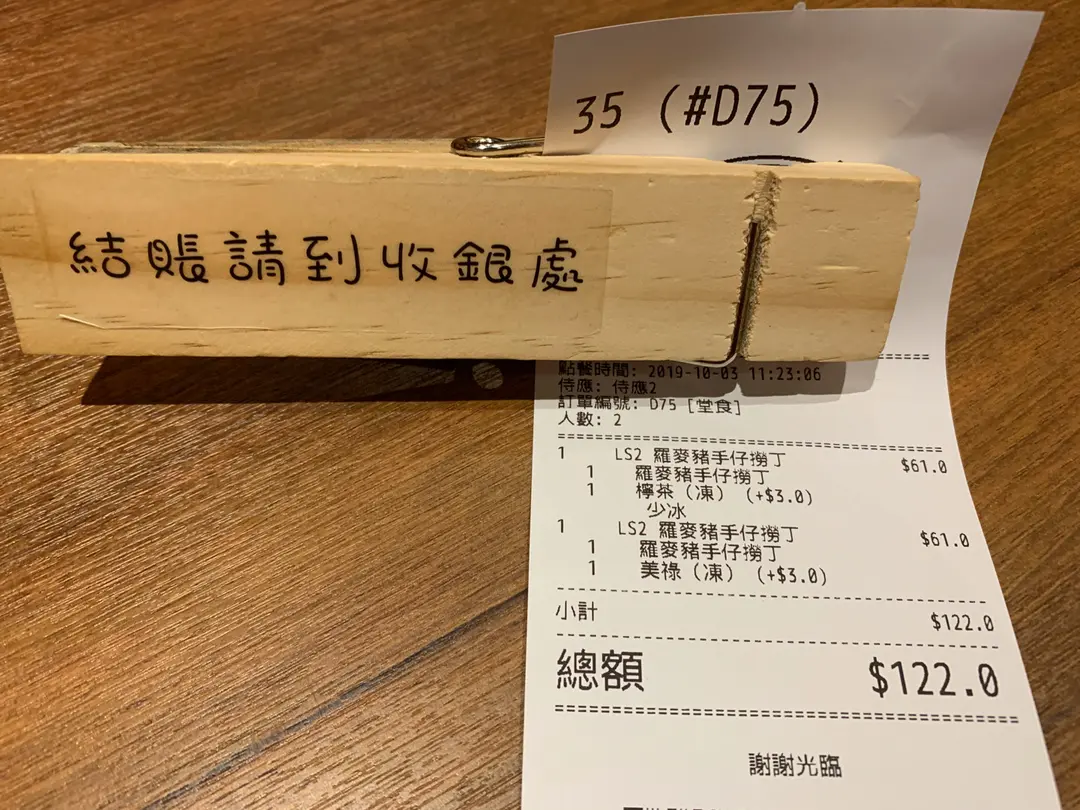 35 (#D75)
結賬請到收銀處
點餐時間: 2019-10-03 11:23:06
侍應: 侍應2
訂單編號: D75 [堂食]
人數: 2
1 LS2 羅麥豬手仔撈丁 $61.0
1 羅麥豬手仔撈丁
1 檸茶（凍） (+$3.0)
少冰
1 LS2 羅麥豬手仔撈丁 $61.0
1 羅麥豬手仔撈丁
1 美祿（凍） (+$3.0)
小計 $122.0
總額 $122.0
謝謝光臨